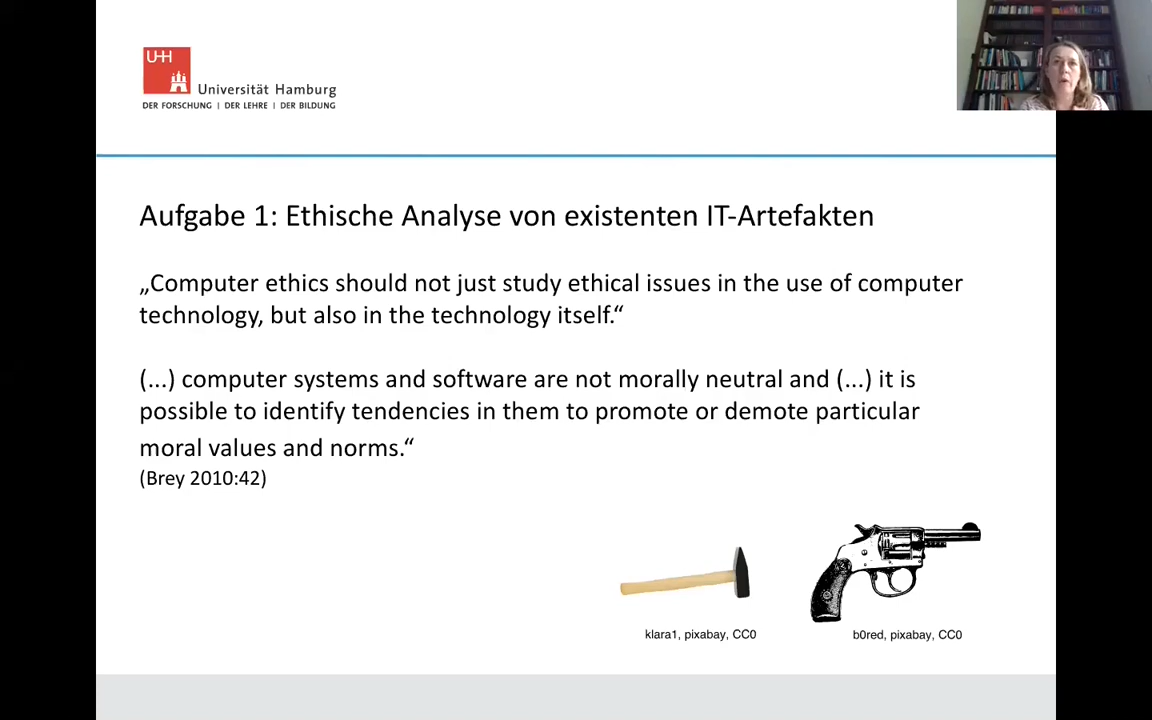 UHH
Universität Hamburg
DER FORSCHUNG | DER LEHRE | DER BILDUNG
Aufgabe 1: Ethische Analyse von existenten IT-Artefakten
„Computer ethics should not just study ethical issues in the use of computer
technology, but also in the technology itself.“
(...) computer systems and software are not morally neutral and (...) it is
possible to identify tendencies in them to promote or demote particular
moral values and norms.“
(Brey 2010:42)
klara1, pixabay, CC0
b0red, pixabay, CC0